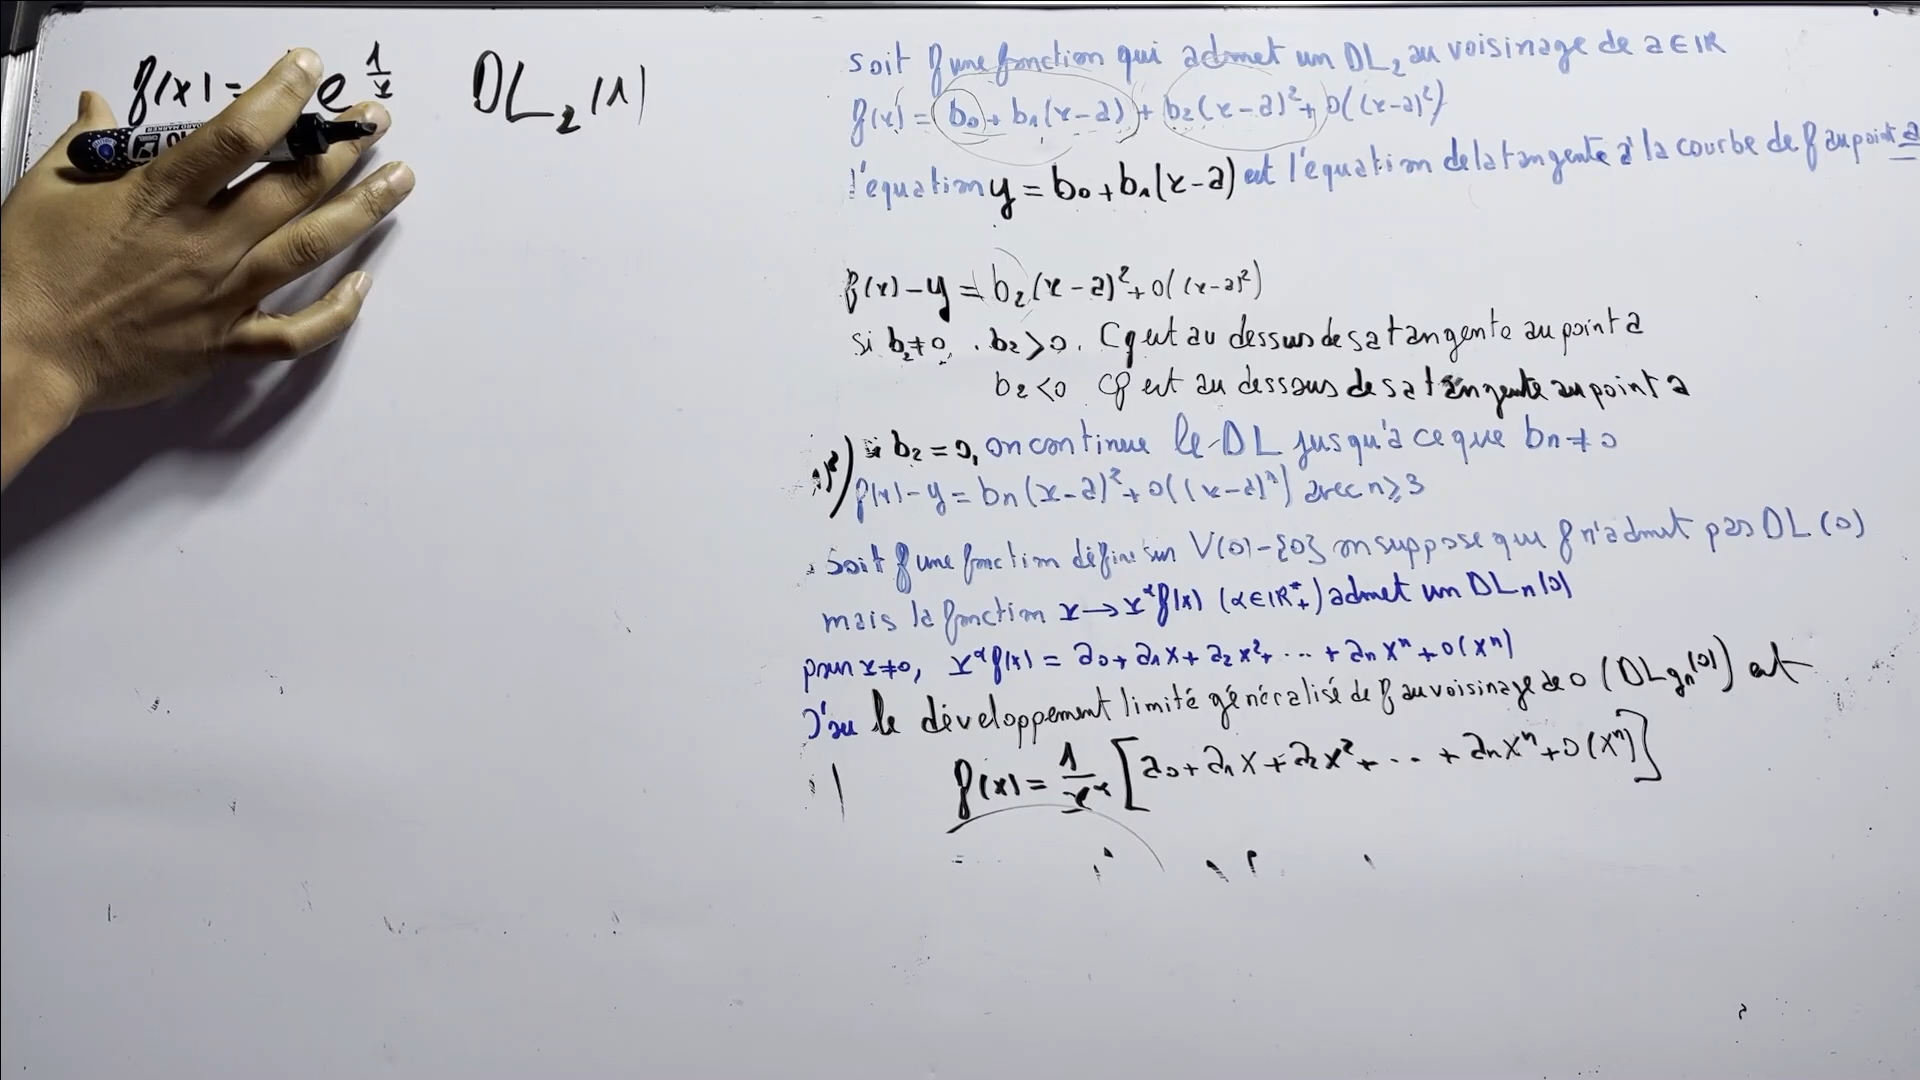 f(x) = e^{1/x} DL₂(1)
soit f une fonction qui admet un DL₂ au voisinage de a ∈ IR
f(x) = b₀ + b₁(x-a) + b₂(x-a)² + o((x-a)²)
l'equation y = b₀ + b₁(x-a) est l'équation de la tangente à la courbe de f au point a
f(x) - y = b₂(x-a)² + o((x-a)²)
si b₂≠0, . b₂>0. Cf est au dessus de sa tangente au point a
b₂<0 Cf est au dessous de sa tangente au point a
si b₂ = 0, on continue le DL jusqu'à ce que bn ≠ 0
f(x) - y = bn(x-a)² + o((x-a)²) avec n≥3
. Soit f une fonction définie sur V(0)-{0} on suppose que f n'admet pas DL(0)
mais la fonction x → x^α f(x) (α∈IR*₊) admet un DLn(0)
pour x≠0, x^α f(x) = a₀ + a₁x + a₂x² + ... + anxⁿ + o(xⁿ)
D'où le développement limité généralisé de f au voisinage de 0 (DLgn(0)) est
f(x) = 1/x^α [a₀ + a₁x + a₂x² + ... + anxⁿ + o(xⁿ)]